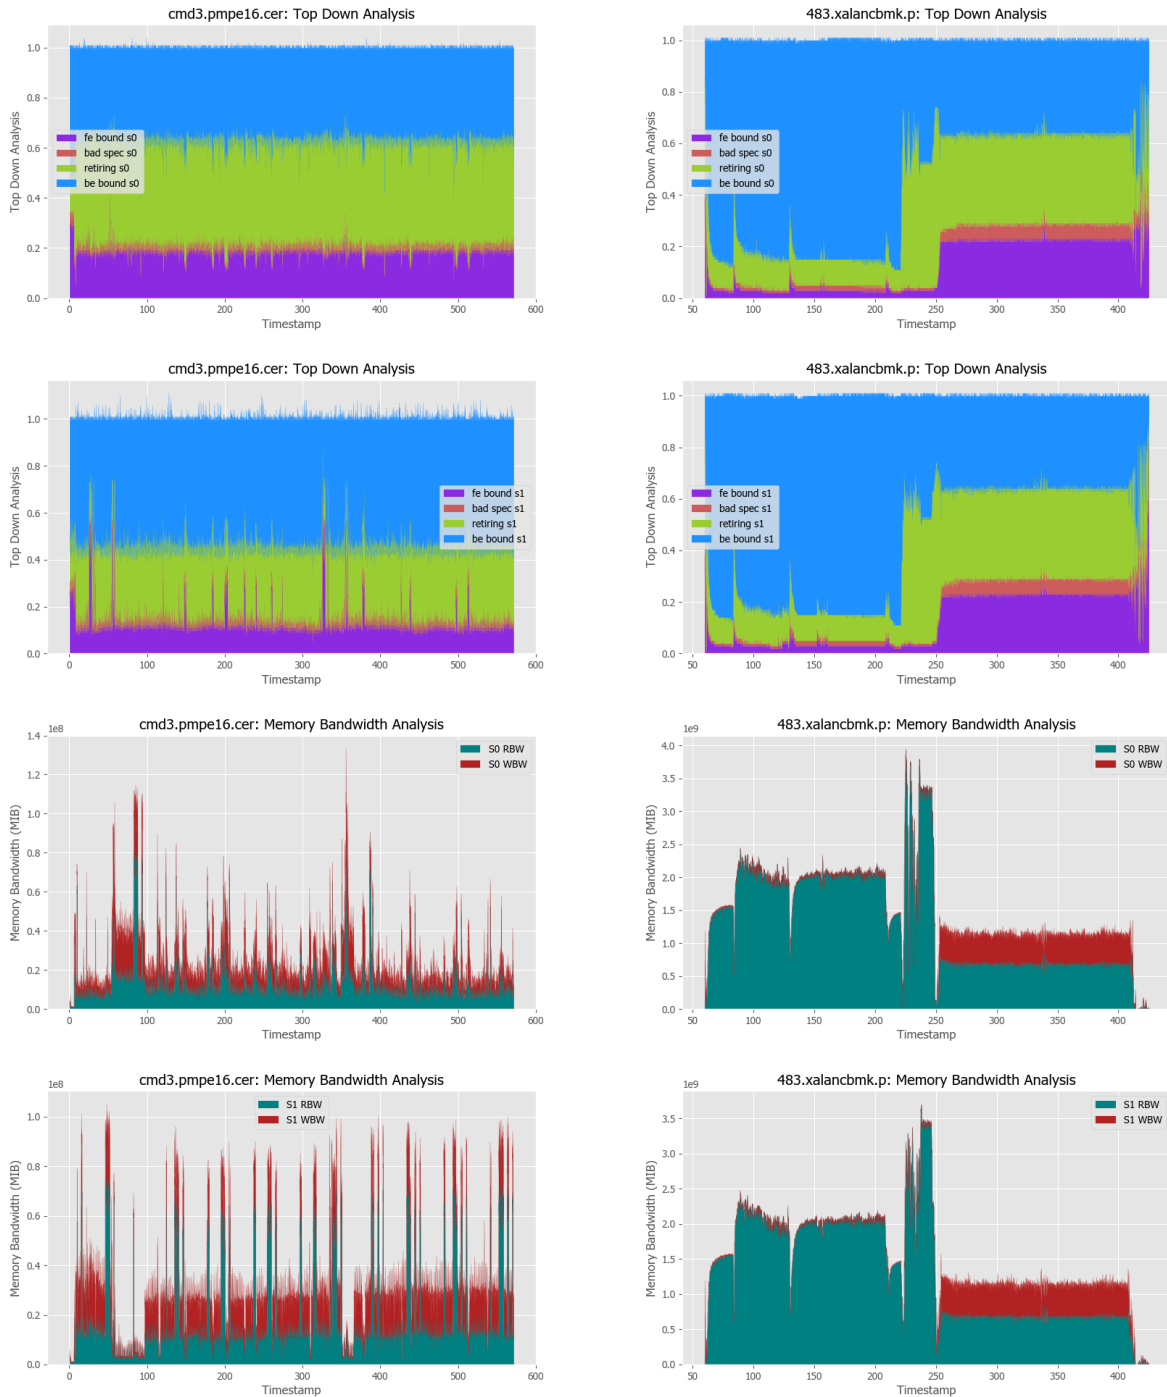 cmd3.pmpe16.cer: Top Down Analysis
1.0
0.8
0.6
0.4
0.2
0.0
Top Down Analysis
fe bound s0
bad spec s0
retiring s0
be bound s0
0 100 200 300 400 500 600
Timestamp
483.xalancbmk.p: Top Down Analysis
1.0
0.8
0.6
0.4
0.2
0.0
Top Down Analysis
fe bound s0
bad spec s0
retiring s0
be bound s0
50 100 150 200 250 300 350 400
Timestamp
cmd3.pmpe16.cer: Top Down Analysis
1.0
0.8
0.6
0.4
0.2
0.0
Top Down Analysis
fe bound s1
bad spec s1
retiring s1
be bound s1
0 100 200 300 400 500 600
Timestamp
483.xalancbmk.p: Top Down Analysis
1.0
0.8
0.6
0.4
0.2
0.0
Top Down Analysis
fe bound s1
bad spec s1
retiring s1
be bound s1
50 100 150 200 250 300 350 400
Timestamp
cmd3.pmpe16.cer: Memory Bandwidth Analysis
1e8
1.4
1.2
1.0
0.8
0.6
0.4
0.2
0.0
Memory Bandwidth (MIB)
S0 RBW
S0 WBW
0 100 200 300 400 500 600
Timestamp
483.xalancbmk.p: Memory Bandwidth Analysis
1e9
4.0
3.5
3.0
2.5
2.0
1.5
1.0
0.5
0.0
Memory Bandwidth (MIB)
S0 RBW
S0 WBW
50 100 150 200 250 300 350 400
Timestamp
cmd3.pmpe16.cer: Memory Bandwidth Analysis
1e8
1.0
0.8
0.6
0.4
0.2
0.0
Memory Bandwidth (MIB)
S1 RBW
S1 WBW
0 100 200 300 400 500 600
Timestamp
483.xalancbmk.p: Memory Bandwidth Analysis
1e9
3.5
3.0
2.5
2.0
1.5
1.0
0.5
0.0
Memory Bandwidth (MIB)
S1 RBW
S1 WBW
50 100 150 200 250 300 350 400
Timestamp